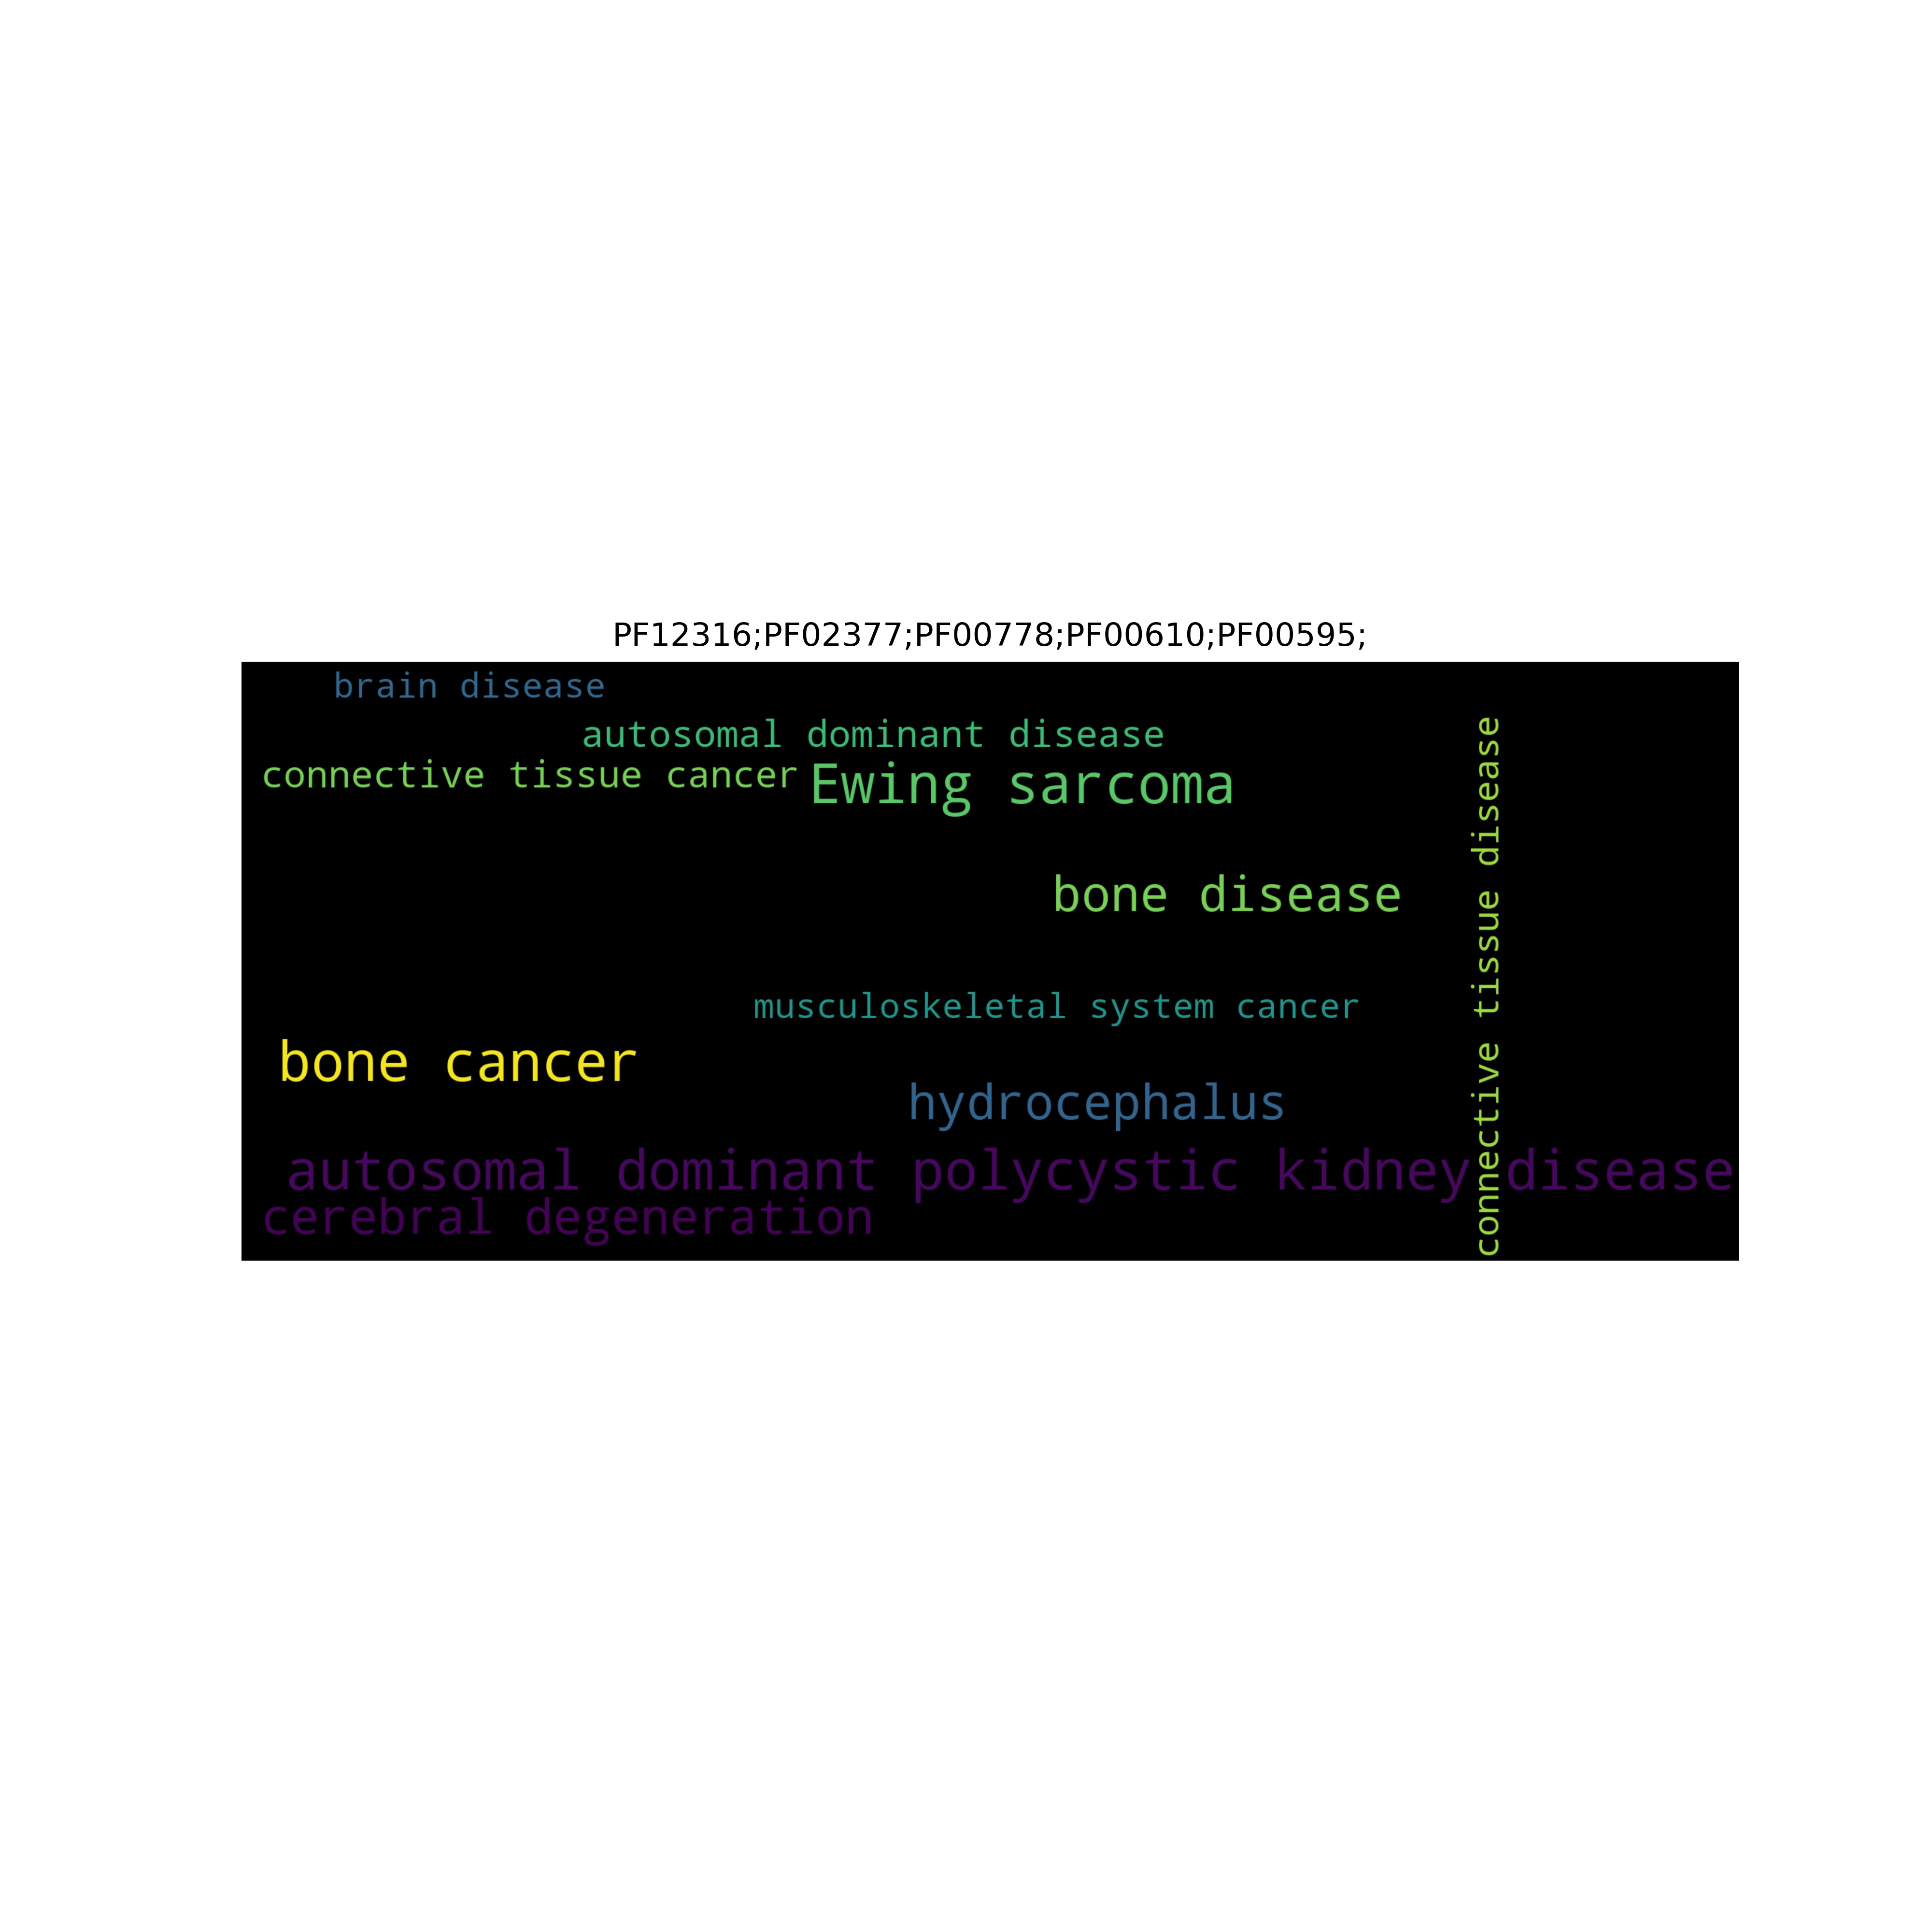 PF12316;PF02377;PF00778;PF00610;PF00595;
brain disease
autosomal dominant disease
connective tissue cancer
Ewing sarcoma
connective tissue disease
bone disease
musculoskeletal system cancer
bone cancer
hydrocephalus
autosomal dominant polycystic kidney disease
cerebral degeneration